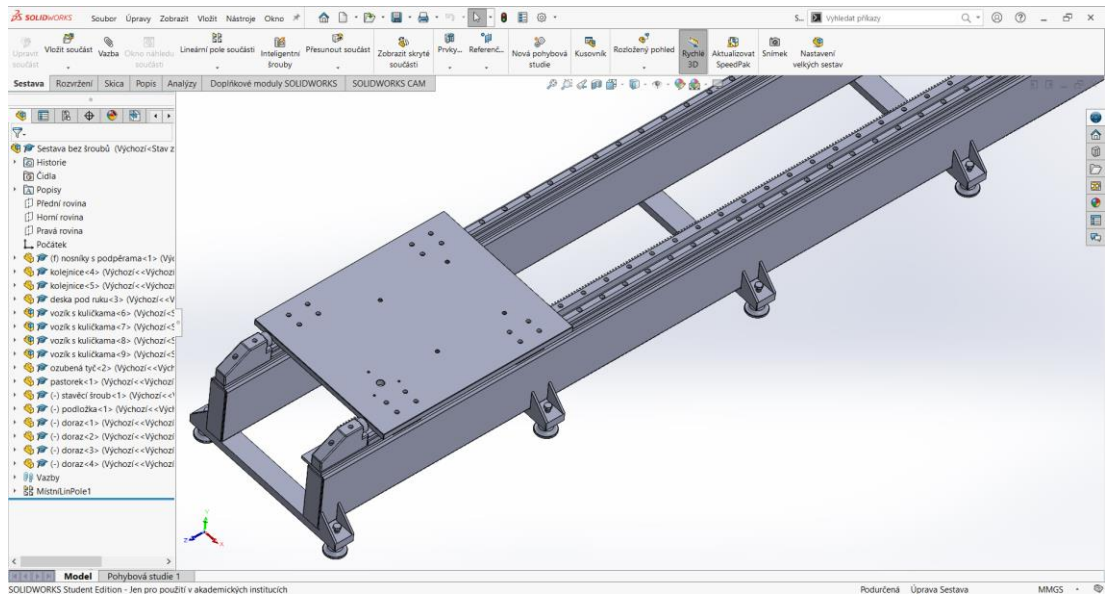 SOLIDWORKS Soubor Úpravy Zobrazit Vložit Nástroje Okno S... Vyhledat příkazy
Upravit součást Vložit součást Vazba Okno náhledu součásti Lineární pole součásti Inteligentní šrouby Přesunout součást Zobrazit skryté součásti Prvky... Referenč... Nová pohybová studie Kusovník Rozložený pohled Rychlé 3D Aktualizovat SpeedPak Snímek Nastavení velkých sestav
Sestava Rozvržení Skica Popis Analýzy Doplňkové moduly SOLIDWORKS SOLIDWORKS CAM
Sestava bez šroubů (Výchozí<Stav z
Historie
Čidla
Popisy
Přední rovina
Horní rovina
Pravá rovina
Počátek
(f) nosníky s podpěrama<1> (Výc
kolejnice<4> (Výchozí<<Výchozí
kolejnice<5> (Výchozí<<Výchozí
deska pod ruku<3> (Výchozí<<V
vozík s kuličkama<6> (Výchozí<S
vozík s kuličkama<7> (Výchozí<S
vozík s kuličkama<8> (Výchozí<S
vozík s kuličkama<9> (Výchozí<S
ozubená tyč<2> (Výchozí<<Vých
pastorek<1> (Výchozí<<Výchozí
(-) stavěcí šroub<1> (Výchozí<<V
(-) podložka<1> (Výchozí<<Vých
(-) doraz<1> (Výchozí<<Výchozí
(-) doraz<2> (Výchozí<<Výchozí
(-) doraz<3> (Výchozí<<Výchozí
(-) doraz<4> (Výchozí<<Výchozí
Vazby
MístníLinPole1
Y
Z
X
Model Pohybová studie 1
SOLIDWORKS Student Edition - Jen pro použití v akademických institucích Podurčená Úprava Sestava MMGS